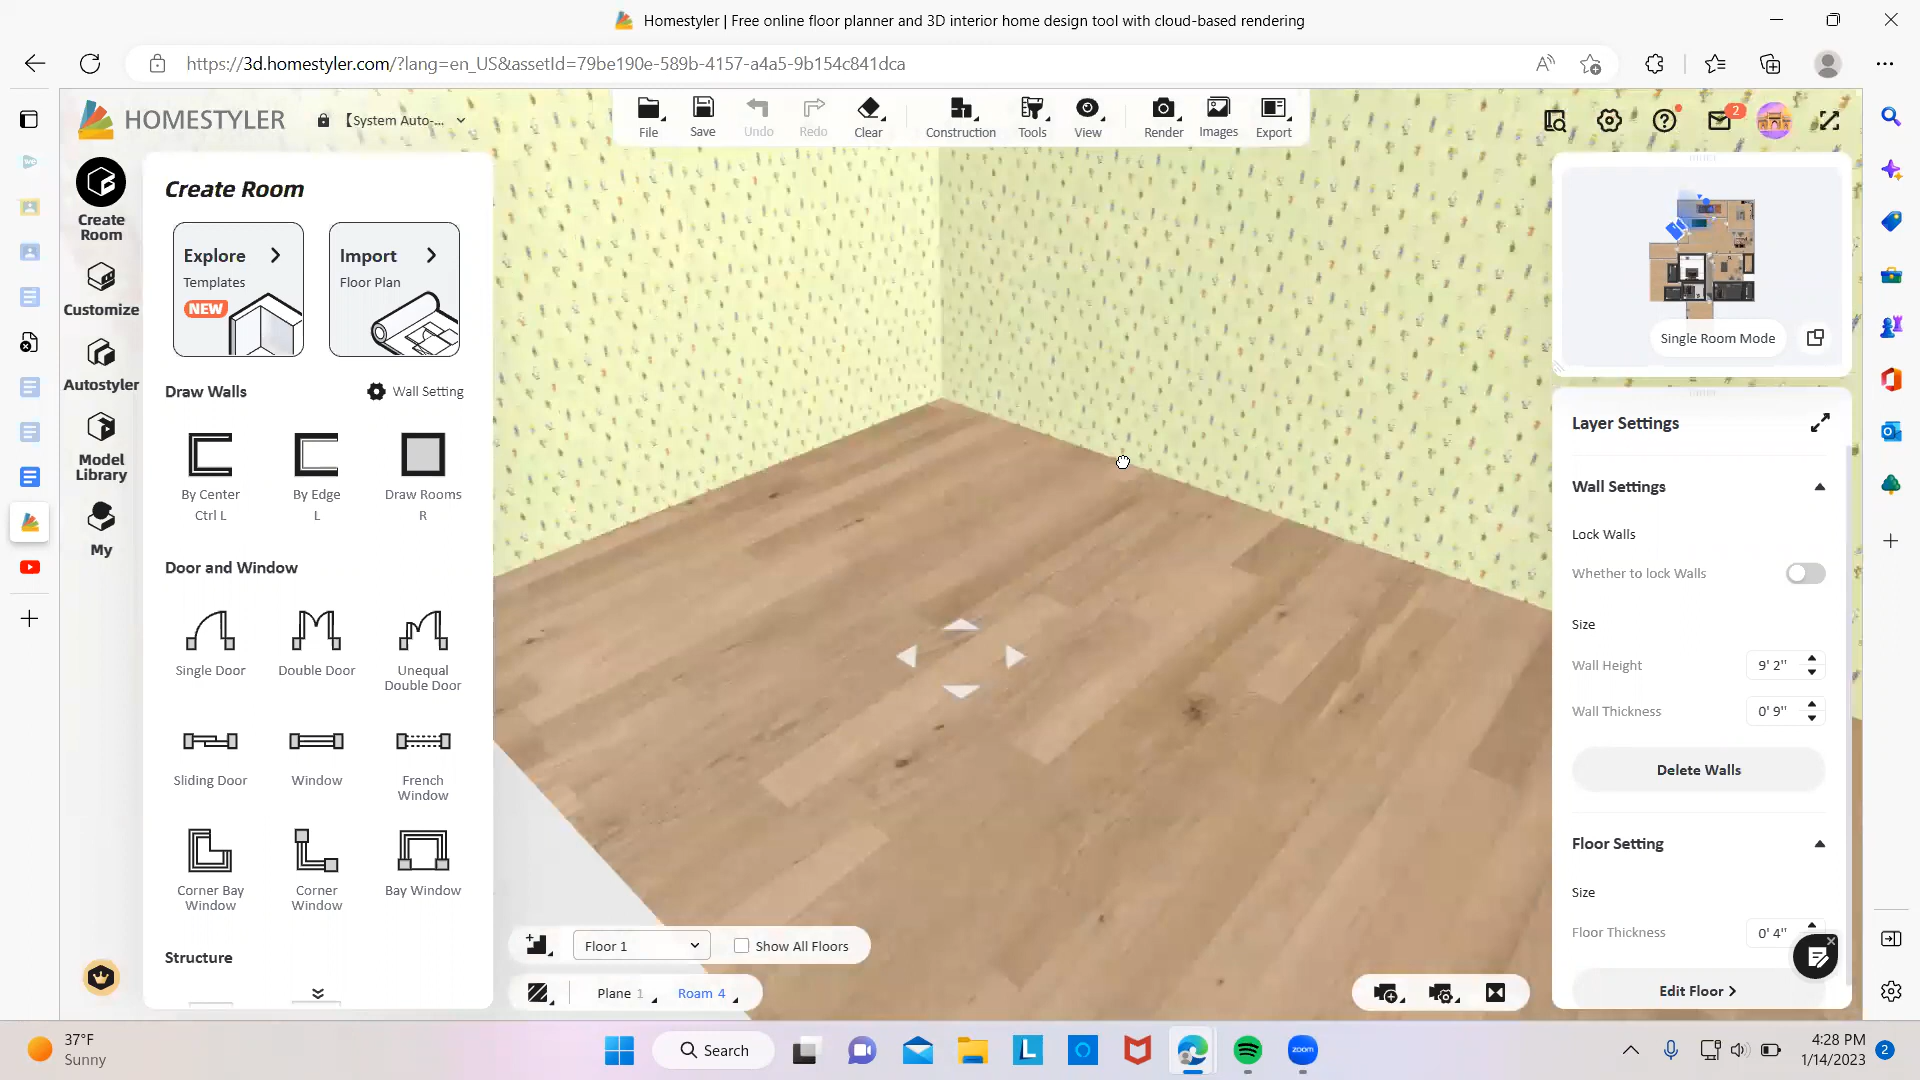 Homestyler | Free online floor planner and 3D interior home design tool with cloud-based rendering
https://3d.homestyler.com/?lang=en_US&assetId=79be190e-589b-4157-a4a5-9b154c841dca
HOMESTYLER
【System Auto-...
File
Save
Undo
Redo
Clear
Construction
Tools
View
Render
Images
Export
2
Create
Room
Customize
Autostyler
Model
Library
My
Create Room
Explore
Templates
NEW
Import
Floor Plan
Draw Walls
Wall Setting
By Center
Ctrl L
By Edge
L
Draw Rooms
R
Door and Window
Single Door
Double Door
Unequal
Double Door
Sliding Door
Window
French
Window
Corner Bay
Window
Corner
Window
Bay Window
Structure
Floor 1
Show All Floors
Plane 1
Roam 4
Single Room Mode
Layer Settings
Wall Settings
Lock Walls
Whether to lock Walls
Size
Wall Height
9' 2''
Wall Thickness
0' 9''
Delete Walls
Floor Setting
Size
Floor Thickness
0' 4''
Edit Floor
37°F
Sunny
Search
zoom
4:28 PM
1/14/2023
2